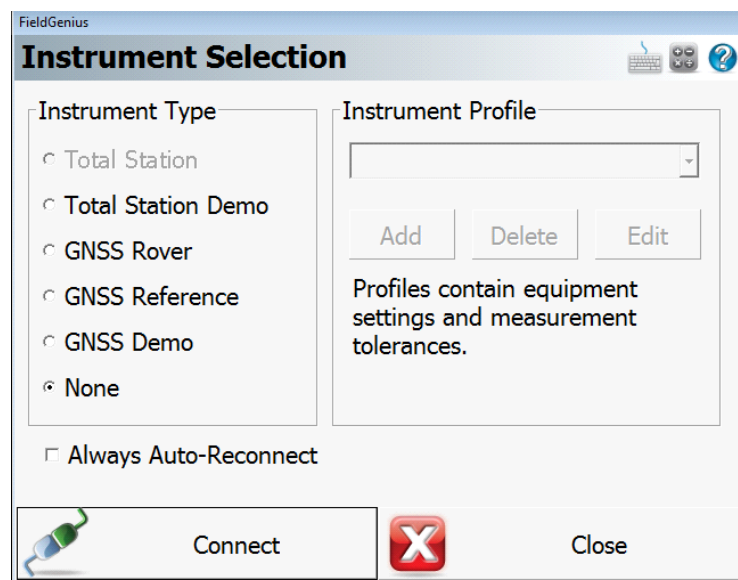 FieldGenius
Instrument Selection
Instrument Type
Total Station
Total Station Demo
GNSS Rover
GNSS Reference
GNSS Demo
None
Instrument Profile
Add Delete Edit
Profiles contain equipment
settings and measurement
tolerances.
Always Auto-Reconnect
Connect Close